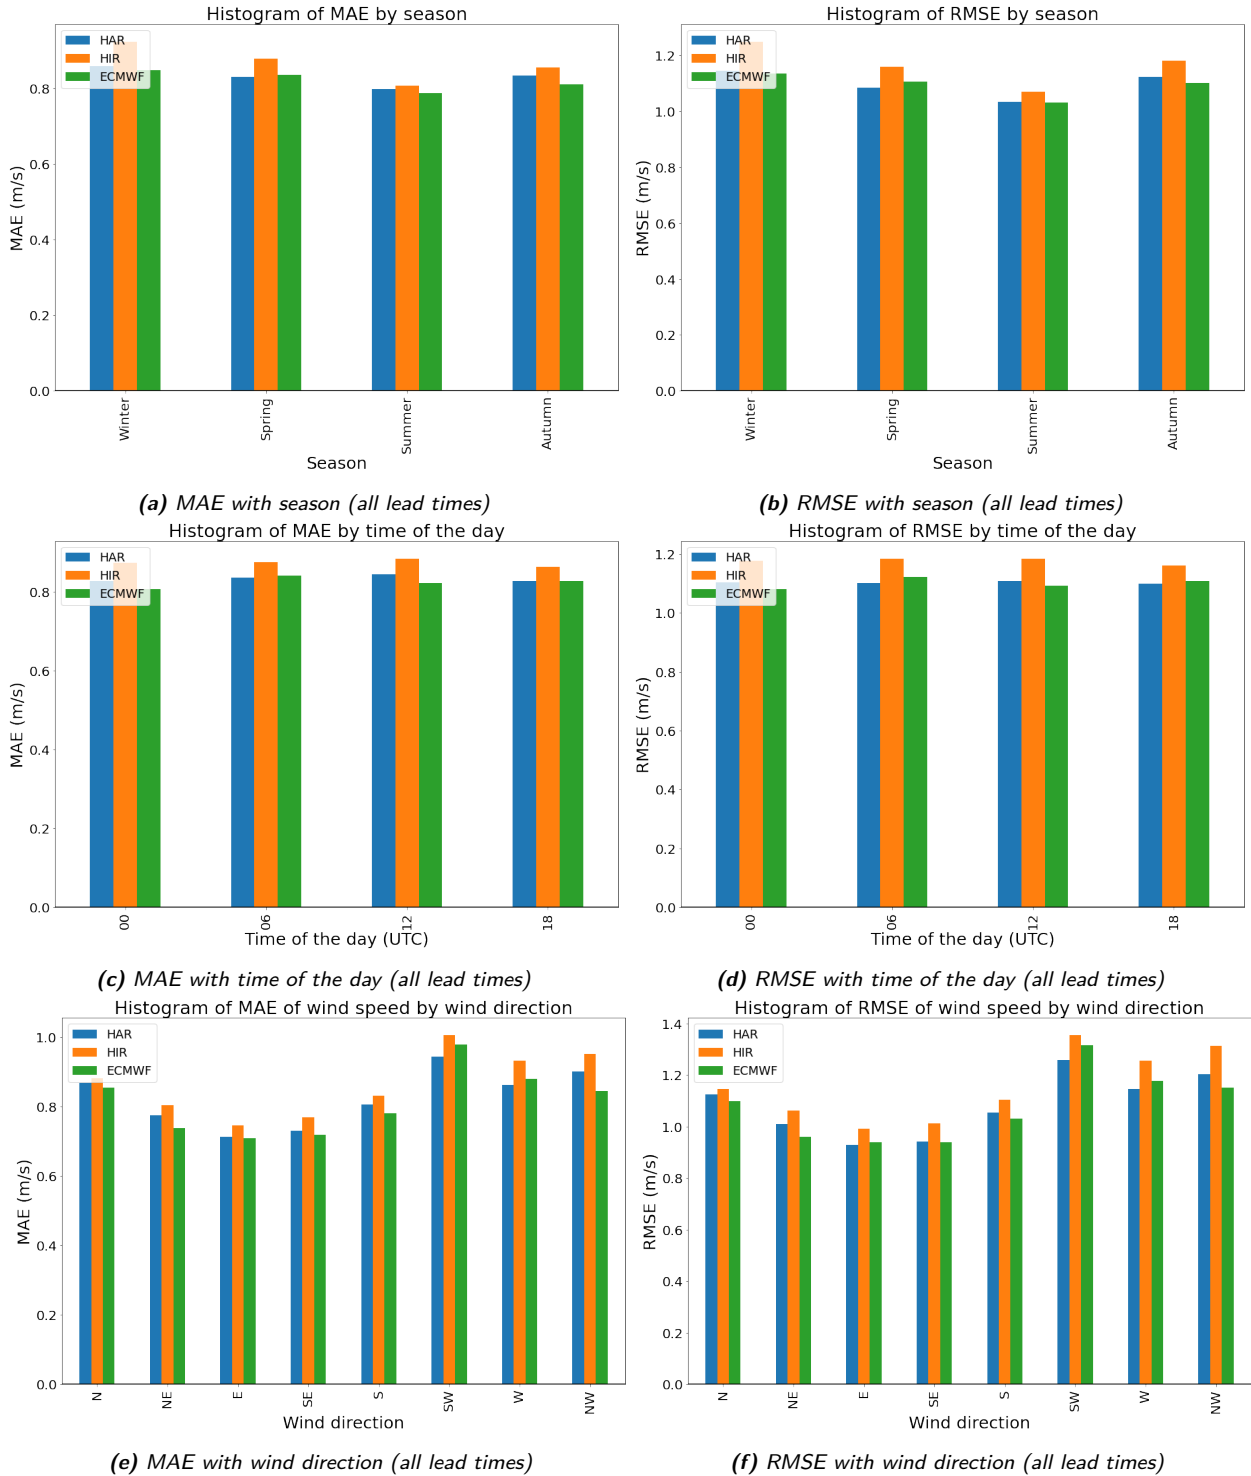 Histogram of MAE by season
HAR
HIR
ECMWF
0.8
0.6
0.4
0.2
0.0
MAE (m/s)
Winter
Spring
Summer
Autumn
Season
(a) MAE with season (all lead times)
Histogram of RMSE by season
HAR
HIR
ECMWF
1.2
1.0
0.8
0.6
0.4
0.2
0.0
RMSE (m/s)
Winter
Spring
Summer
Autumn
Season
(b) RMSE with season (all lead times)
Histogram of MAE by time of the day
HAR
HIR
ECMWF
0.8
0.6
0.4
0.2
0.0
MAE (m/s)
00
06
12
18
Time of the day (UTC)
(c) MAE with time of the day (all lead times)
Histogram of RMSE by time of the day
HAR
HIR
ECMWF
1.2
1.0
0.8
0.6
0.4
0.2
0.0
RMSE (m/s)
00
06
12
18
Time of the day (UTC)
(d) RMSE with time of the day (all lead times)
Histogram of MAE of wind speed by wind direction
HAR
HIR
ECMWF
1.0
0.8
0.6
0.4
0.2
0.0
MAE (m/s)
N
NE
E
SE
S
SW
W
NW
Wind direction
(e) MAE with wind direction (all lead times)
Histogram of RMSE of wind speed by wind direction
HAR
HIR
ECMWF
1.4
1.2
1.0
0.8
0.6
0.4
0.2
0.0
RMSE (m/s)
N
NE
E
SE
S
SW
W
NW
Wind direction
(f) RMSE with wind direction (all lead times)